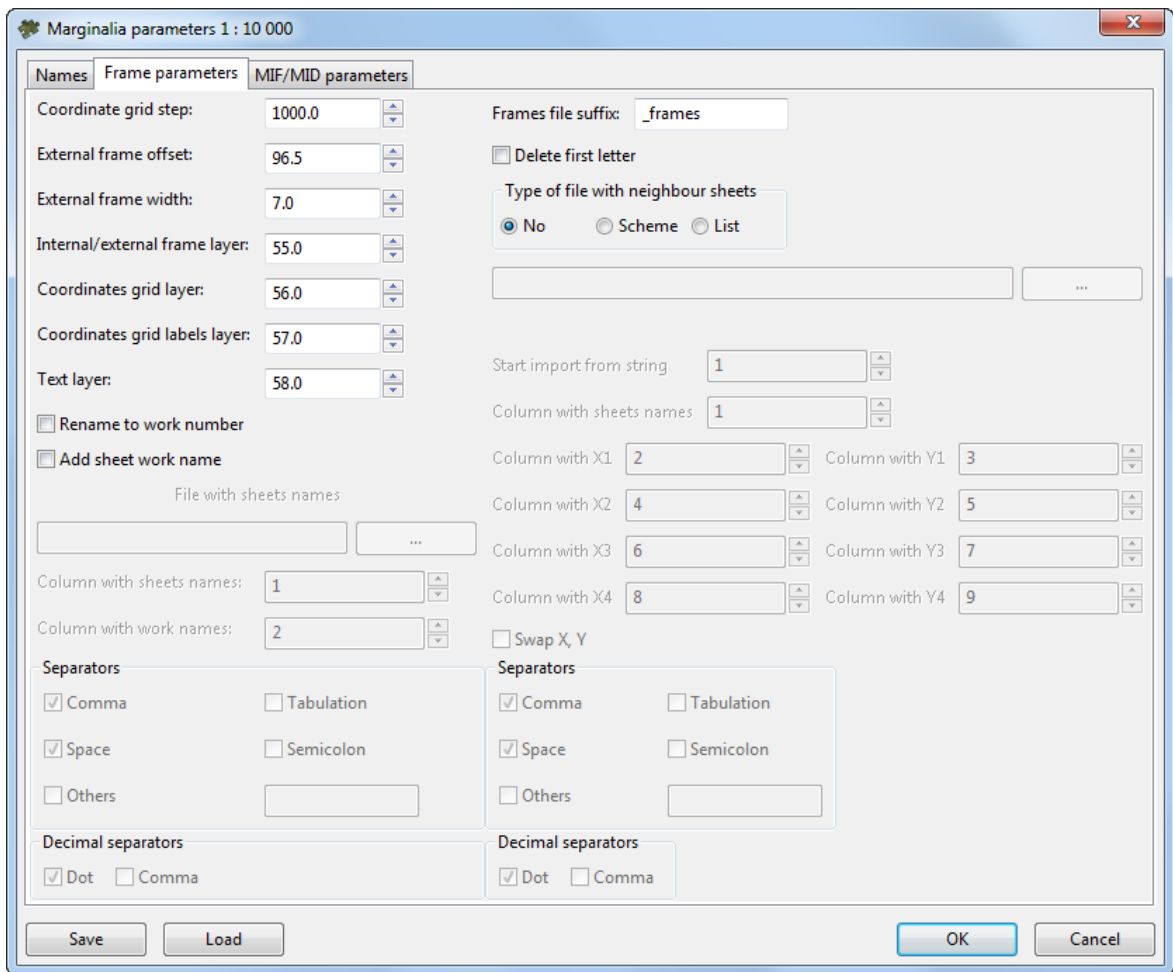 Marginalia parameters 1 : 10 000
Names
Frame parameters
MIF/MID parameters
Coordinate grid step: 1000.0
External frame offset: 96.5
External frame width: 7.0
Internal/external frame layer: 55.0
Coordinates grid layer: 56.0
Coordinates grid labels layer: 57.0
Text layer: 58.0
Rename to work number
Add sheet work name
File with sheets names
...
Column with sheets names: 1
Column with work names: 2
Separators
Comma Tabulation
Space Semicolon
Others
Decimal separators
Dot Comma
Frames file suffix: _frames
Delete first letter
Type of file with neighbour sheets
No Scheme List
...
Start import from string 1
Column with sheets names 1
Column with X1 2 Column with Y1 3
Column with X2 4 Column with Y2 5
Column with X3 6 Column with Y3 7
Column with X4 8 Column with Y4 9
Swap X, Y
Separators
Comma Tabulation
Space Semicolon
Others
Decimal separators
Dot Comma
Save Load OK Cancel